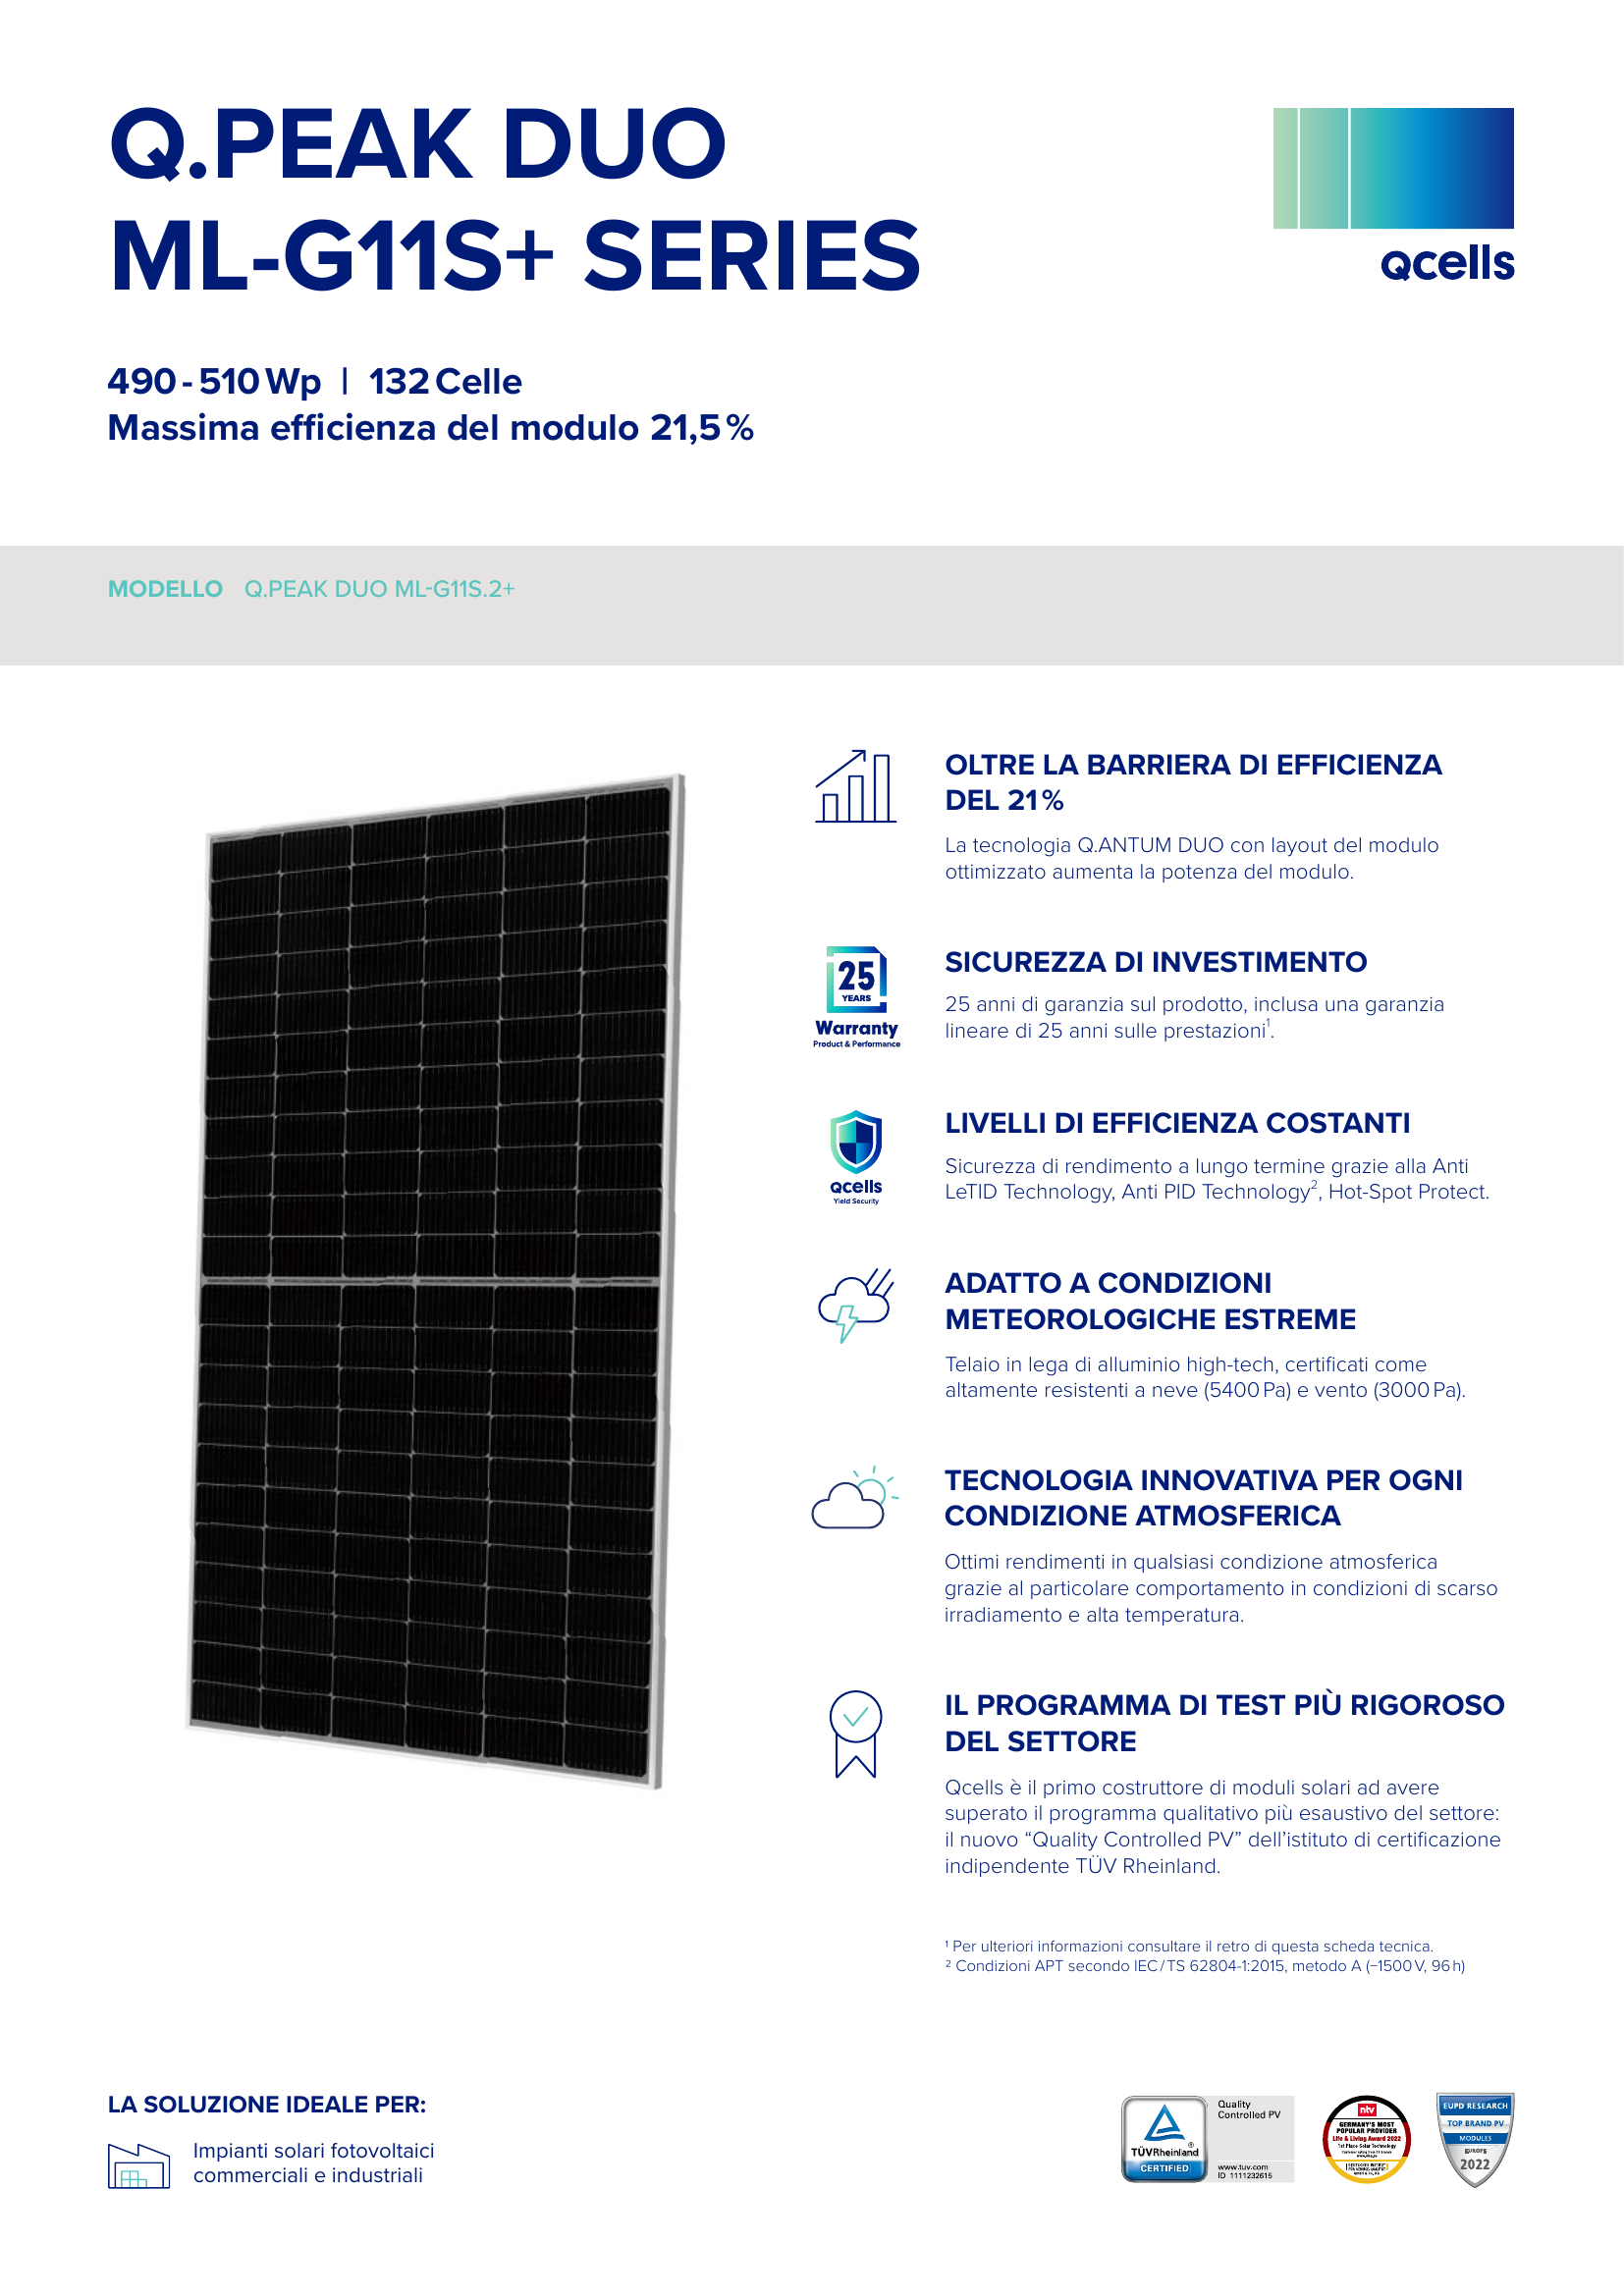 Q.PEAK DUO
ML-G11S+ SERIES
qcells
490-510 Wp | 132 Celle
Massima efficienza del modulo 21,5 %
MODELLO Q.PEAK DUO ML-G11S.2+
OLTRE LA BARRIERA DI EFFICIENZA
DEL 21 %
La tecnologia Q.ANTUM DUO con layout del modulo
ottimizzato aumenta la potenza del modulo.
25
YEARS
Warranty
Product & Performance
SICUREZZA DI INVESTIMENTO
25 anni di garanzia sul prodotto, inclusa una garanzia
lineare di 25 anni sulle prestazioni¹.
qcells
Yield Security
LIVELLI DI EFFICIENZA COSTANTI
Sicurezza di rendimento a lungo termine grazie alla Anti
LeTID Technology, Anti PID Technology², Hot-Spot Protect.
ADATTO A CONDIZIONI
METEOROLOGICHE ESTREME
Telaio in lega di alluminio high-tech, certificati come
altamente resistenti a neve (5400 Pa) e vento (3000 Pa).
TECNOLOGIA INNOVATIVA PER OGNI
CONDIZIONE ATMOSFERICA
Ottimi rendimenti in qualsiasi condizione atmosferica
grazie al particolare comportamento in condizioni di scarso
irradiamento e alta temperatura.
IL PROGRAMMA DI TEST PIÙ RIGOROSO
DEL SETTORE
Qcells è il primo costruttore di moduli solari ad avere
superato il programma qualitativo più esaustivo del settore:
il nuovo “Quality Controlled PV” dell’istituto di certificazione
indipendente TÜV Rheinland.
¹ Per ulteriori informazioni consultare il retro di questa scheda tecnica.
² Condizioni APT secondo IEC / TS 62804-1:2015, metodo A (−1500 V, 96 h)
LA SOLUZIONE IDEALE PER:
Impianti solari fotovoltaici
commerciali e industriali
TÜVRheinland ®
CERTIFIED
Quality
Controlled PV
www.tuv.com
ID 1111232615
ntv
GERMANY'S MOST
POPULAR PROVIDER
Life & Living Award 2022
1st Place Solar Technology
EUPD RESEARCH
TOP BRAND PV
MODULES
EUROPE
2022